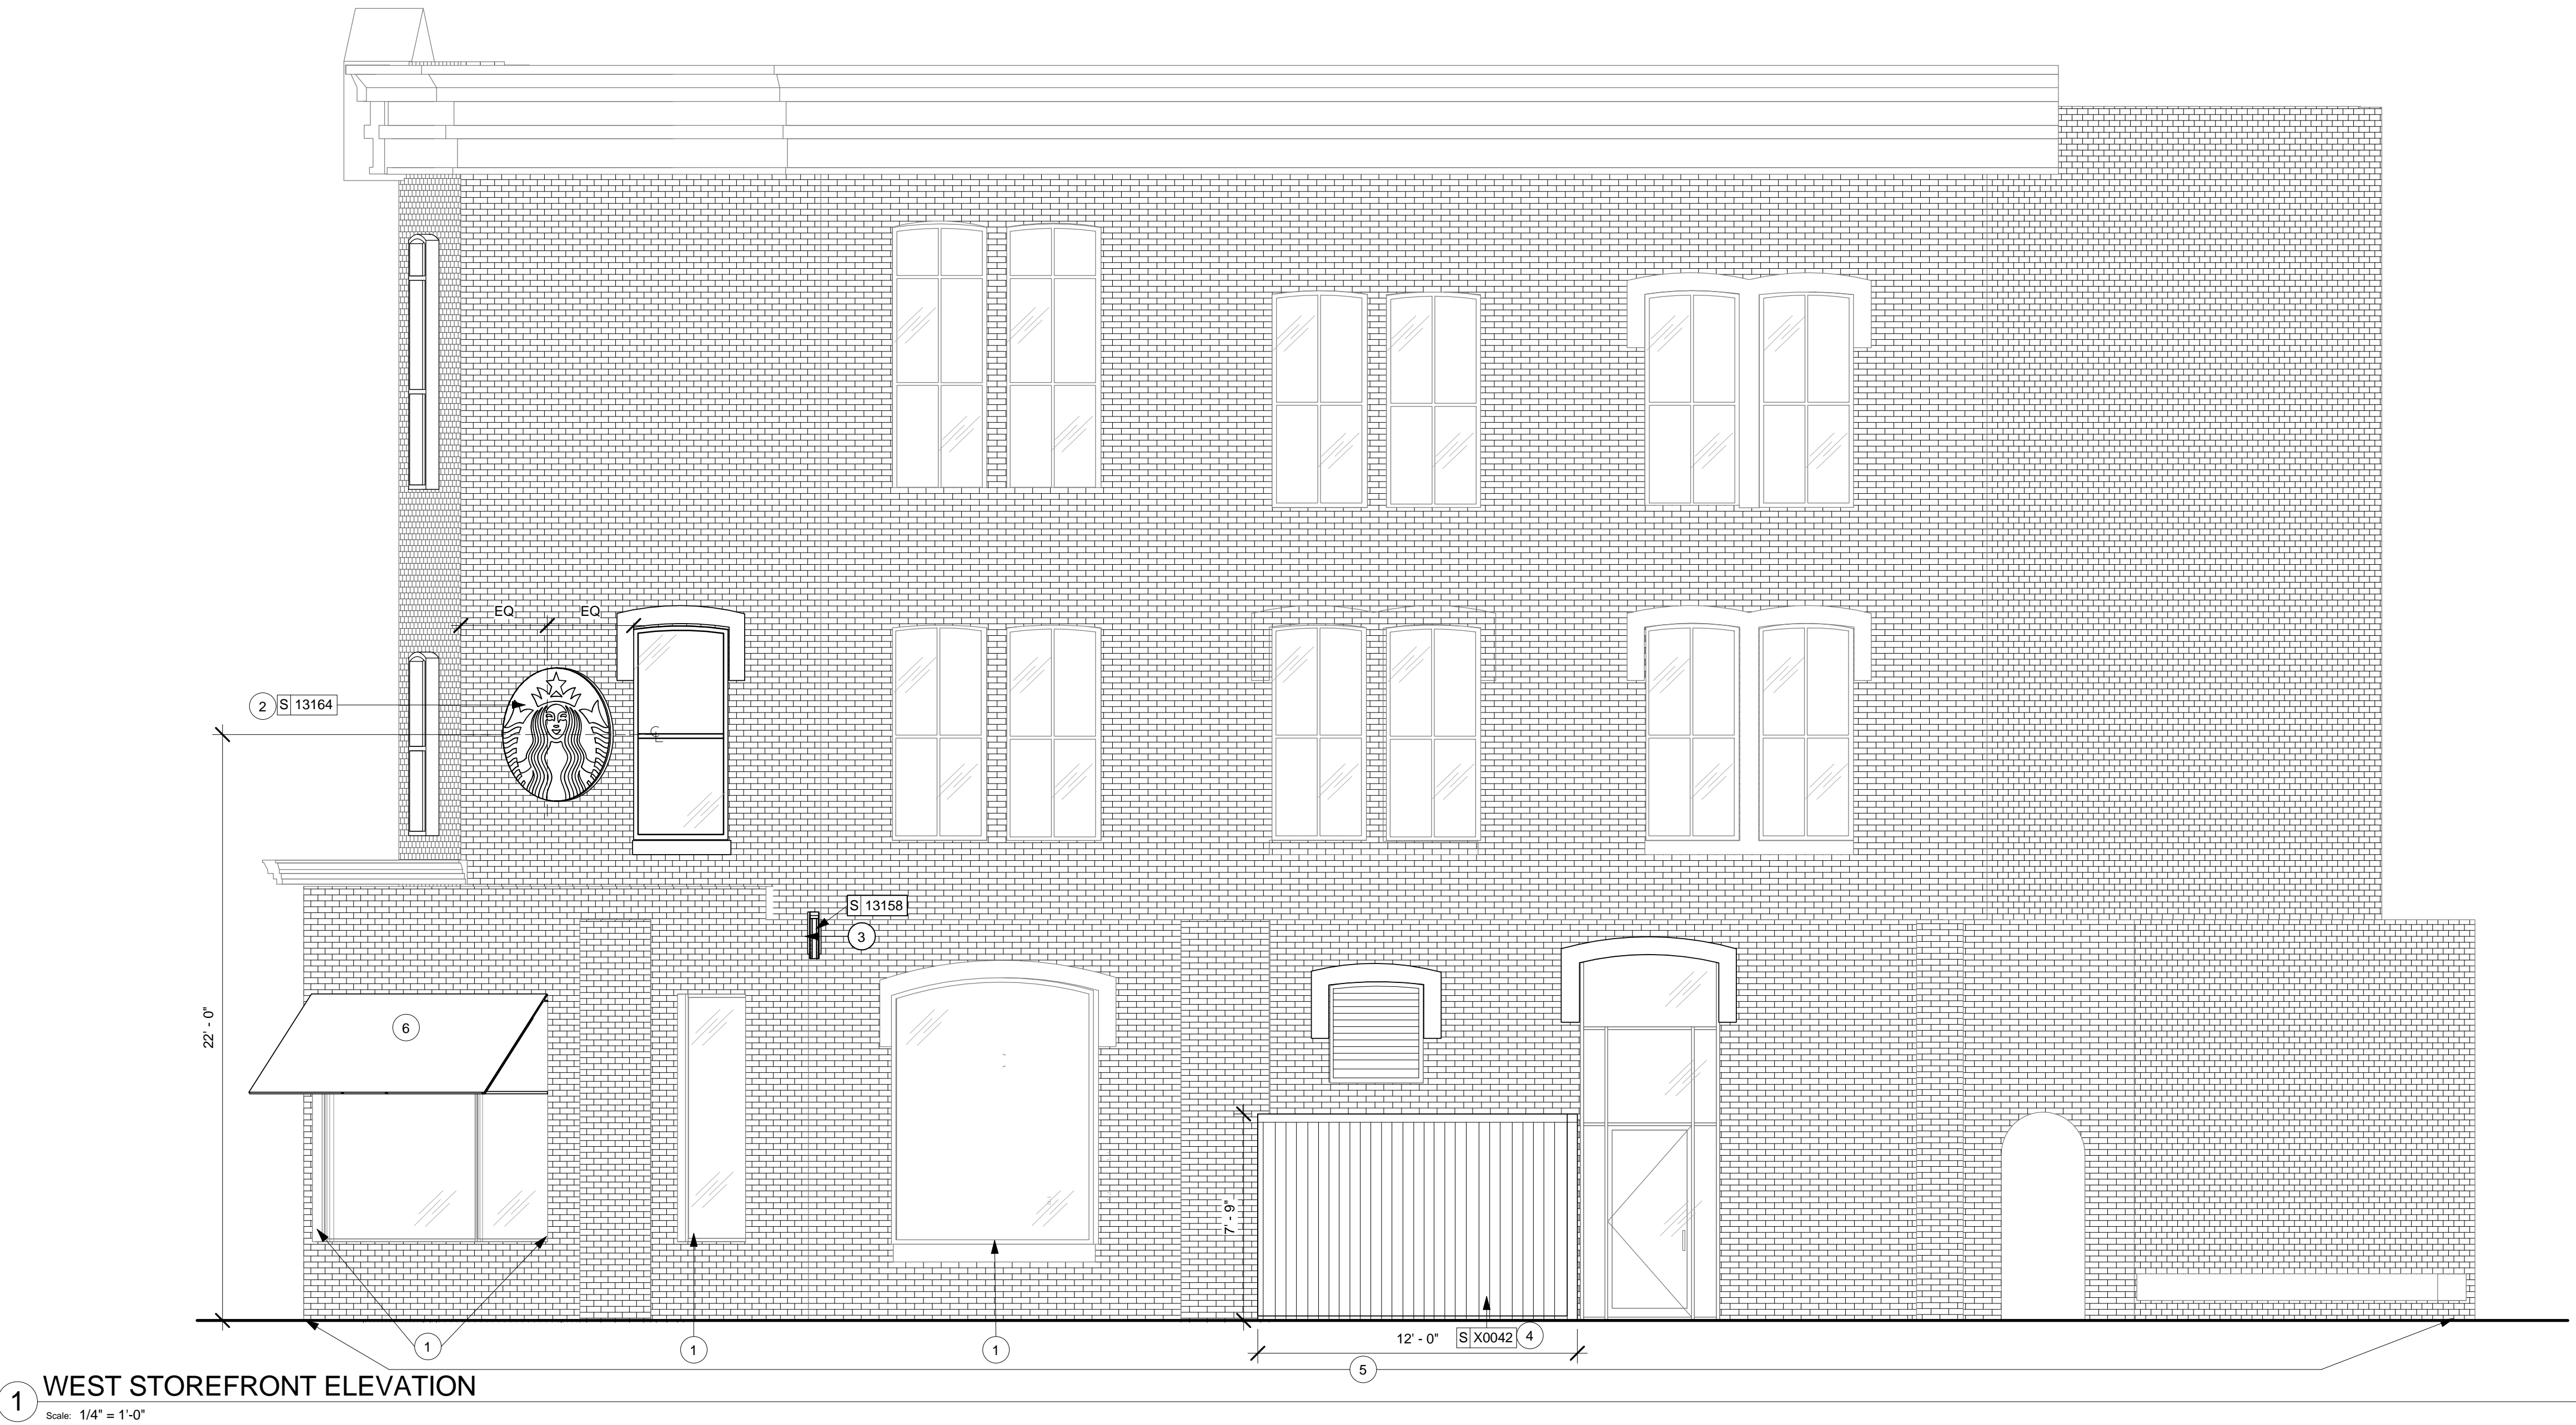 EQ EQ
2 S 13164
CL
S 13158
3
22' - 0"
6
7' - 9"
1 1 1
12' - 0" S X0042 4
5
1 WEST STOREFRONT ELEVATION
Scale: 1/4" = 1'-0"